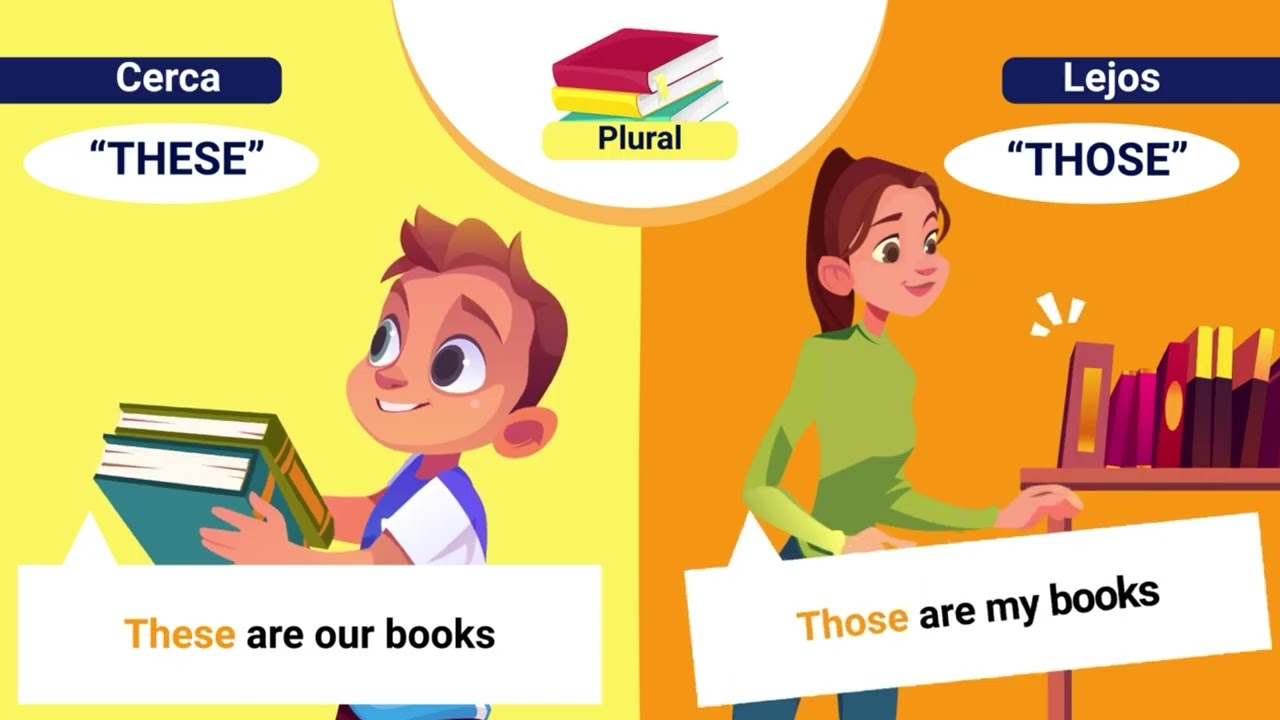 Cerca
“THESE”
Plural
Lejos
“THOSE”
These are our books
Those are my books